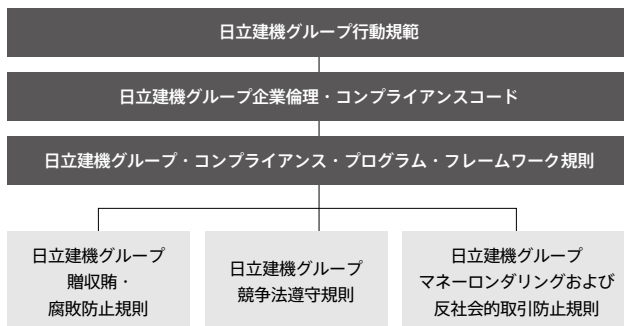 日立建機グループ行動規範
日立建機グループ企業倫理・コンプライアンスコード
日立建機グループ・コンプライアンス・プログラム・フレームワーク規則
日立建機グループ
贈収賄・
腐敗防止規則
日立建機グループ
競争法遵守規則
日立建機グループ
マネーロンダリングおよび
反社会的取引防止規則